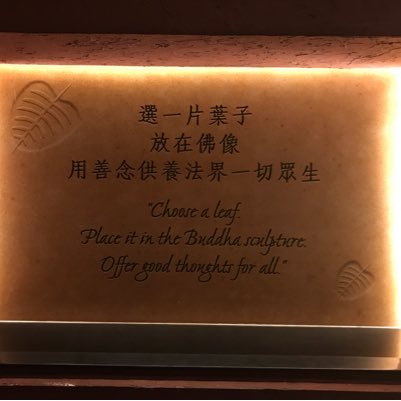 選一片葉子
放在佛像
用善念供養法界一切眾生
"Choose a leaf.
Place it in the Buddha sculpture.
Offer good thoughts for all."